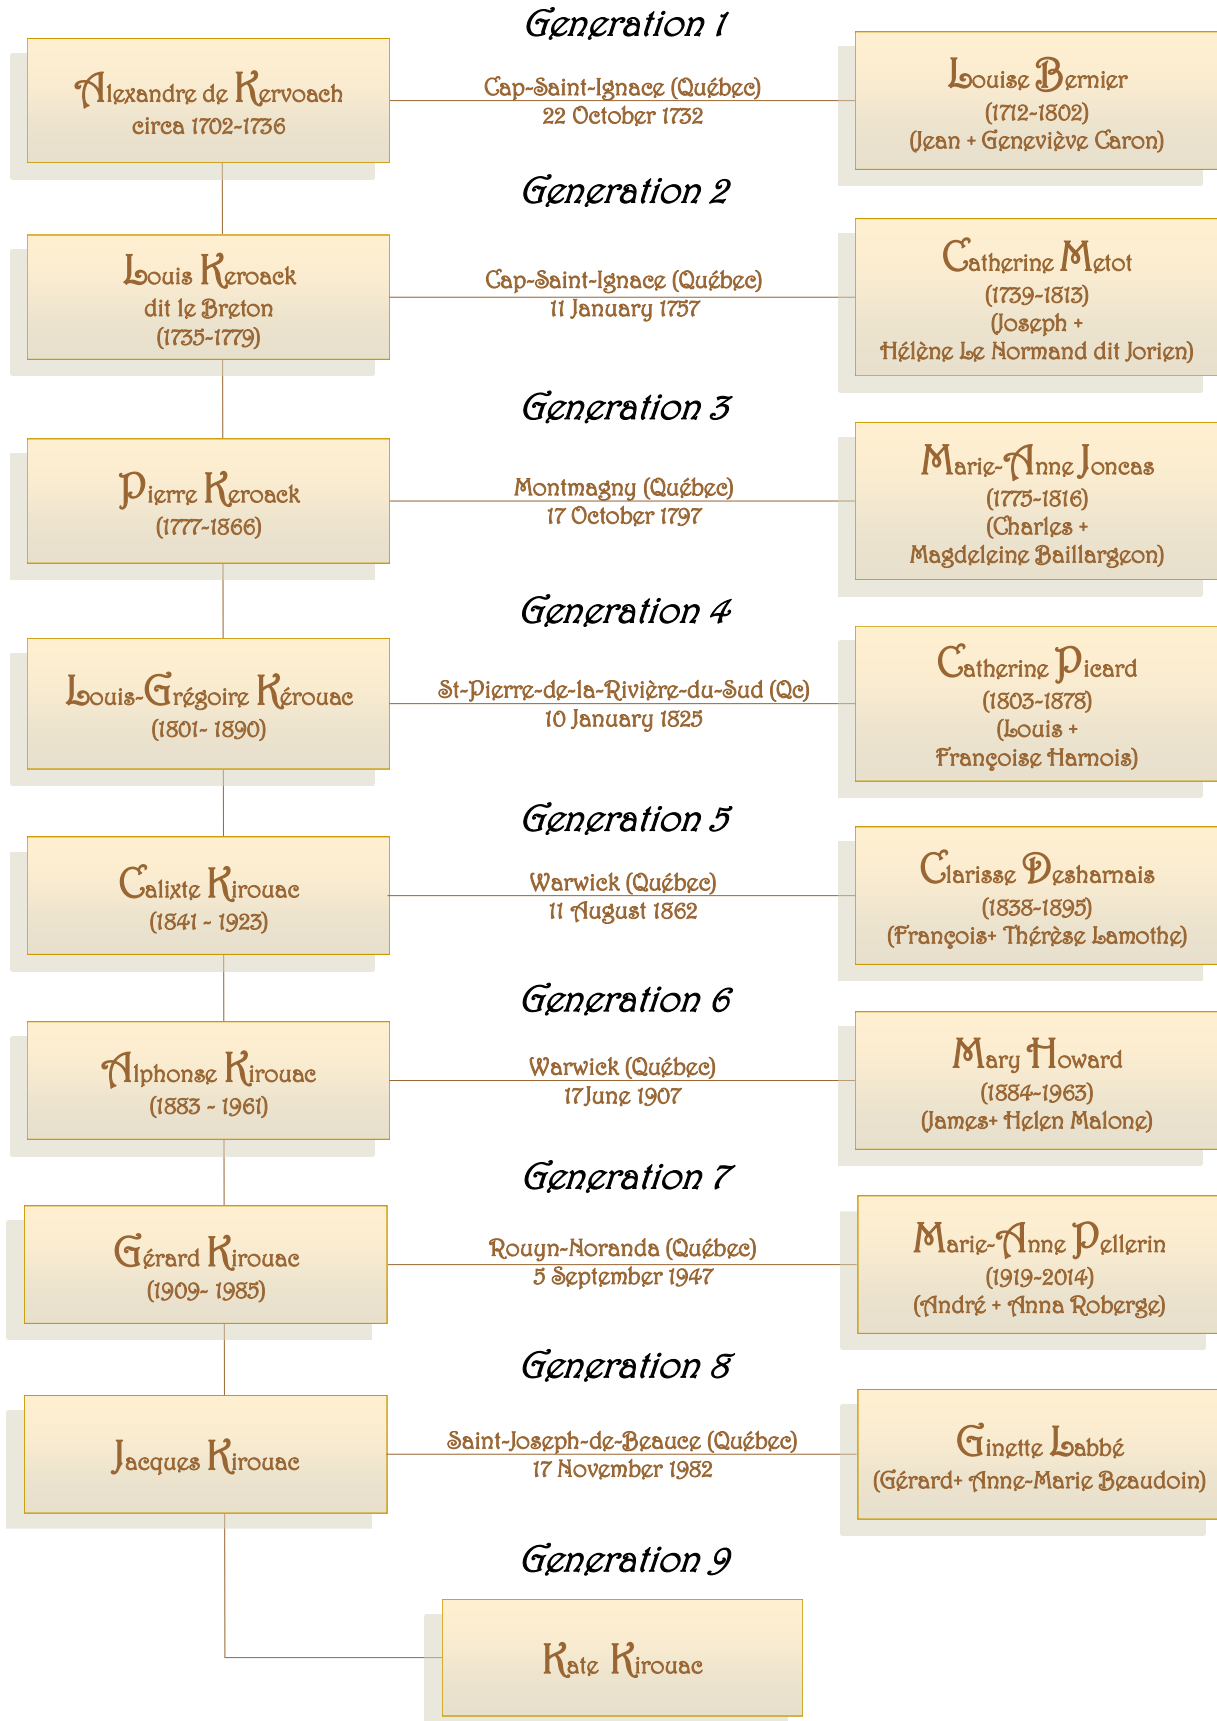 Generation 1
Alexandre de Kervoach
circa 1702-1736
Cap-Saint-Ignace (Québec)
22 October 1732
Louise Bernier
(1712-1802)
(Jean + Geneviève Caron)
Generation 2
Louis Keroack
dit le Breton
(1735-1779)
Cap-Saint-Ignace (Québec)
11 January 1757
Catherine Metot
(1739-1813)
(Joseph +
Hélène Le Normand dit Jorien)
Generation 3
Pierre Keroack
(1777-1866)
Montmagny (Québec)
17 October 1797
Marie-Anne Joncas
(1775-1816)
(Charles +
Magdeleine Baillargeon)
Generation 4
Louis-Grégoire Kérouac
(1801- 1890)
St-Pierre-de-la-Rivière-du-Sud (Qc)
10 January 1825
Catherine Picard
(1803-1878)
(Louis +
Françoise Harnois)
Generation 5
Calixte Kirouac
(1841 - 1923)
Warwick (Québec)
11 August 1862
Clarisse Desharnais
(1838-1895)
(François+ Thérèse Lamothe)
Generation 6
Alphonse Kirouac
(1883 - 1961)
Warwick (Québec)
17June 1907
Mary Howard
(1884-1963)
(James+ Helen Malone)
Generation 7
Gérard Kirouac
(1909- 1985)
Rouyn-Noranda (Québec)
5 September 1947
Marie-Anne Pellerin
(1919-2014)
(André + Anna Roberge)
Generation 8
Jacques Kirouac
Saint-Joseph-de-Beauce (Québec)
17 November 1982
Ginette Labbé
(Gérard+ Anne-Marie Beaudoin)
Generation 9
Kate Kirouac